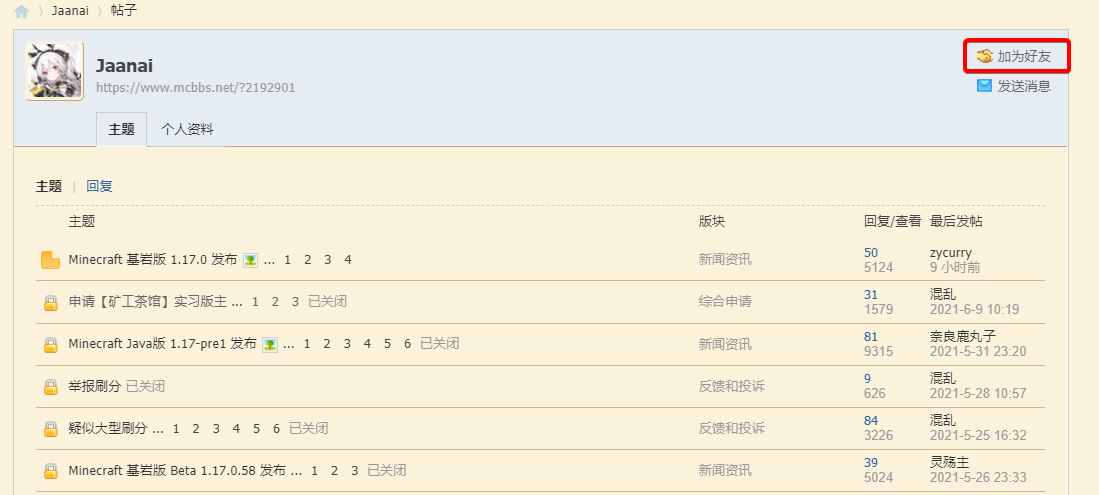 Jaanai 〉 帖子
Jaanai
https://www.mcbbs.net/?2192901
加为好友
发送消息
主题 个人资料
主题 | 回复
主题 版块 回复/查看 最后发帖
Minecraft 基岩版 1.17.0 发布 ... 1 2 3 4 新闻资讯 50 zycurry
5124 9 小时前
申请【矿工茶馆】实习版主 ... 1 2 3 已关闭 综合申请 31 混乱
1579 2021-6-9 10:19
Minecraft Java版 1.17-pre1 发布 ... 1 2 3 4 5 6 已关闭 新闻资讯 81 奈良鹿丸子
9315 2021-5-31 23:20
举报刷分 已关闭 反馈和投诉 9 混乱
626 2021-5-28 10:57
疑似大型刷分 ... 1 2 3 4 5 6 已关闭 反馈和投诉 84 混乱
3226 2021-5-25 16:32
Minecraft 基岩版 Beta 1.17.0.58 发布 ... 1 2 3 已关闭 新闻资讯 39 灵殇主
5024 2021-5-26 23:33